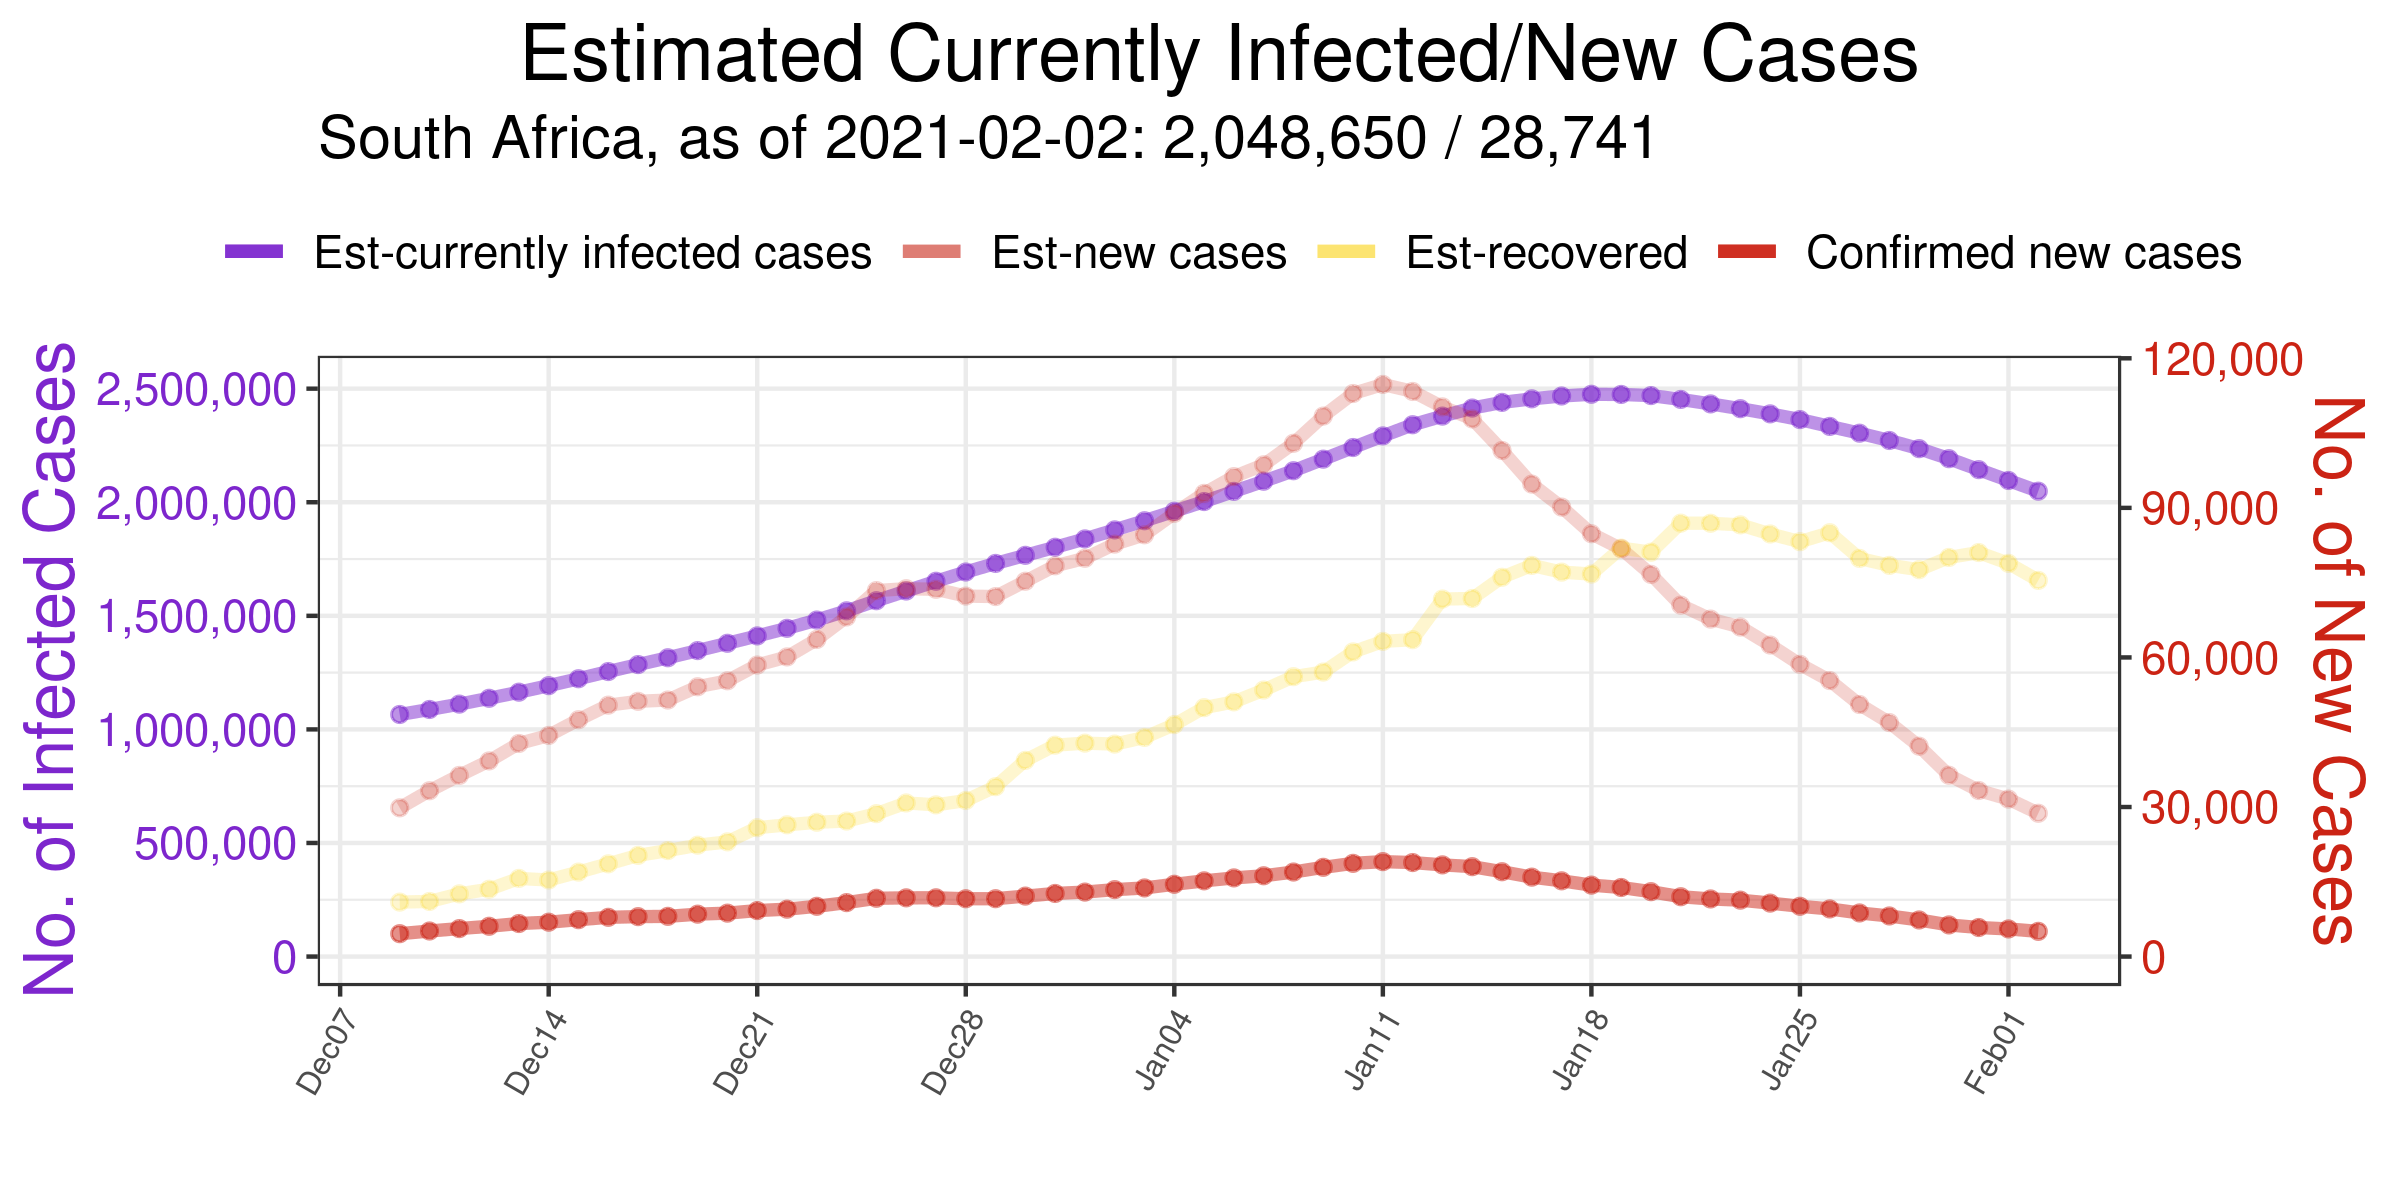 Estimated Currently Infected/New Cases
South Africa, as of 2021-02-02: 2,048,650 / 28,741
Est-currently infected cases Est-new cases Est-recovered Confirmed new cases
No. of Infected Cases
2,500,000
2,000,000
1,500,000
1,000,000
500,000
0
120,000
90,000
60,000
30,000
0
No. of New Cases
Dec07 Dec14 Dec21 Dec28 Jan04 Jan11 Jan18 Jan25 Feb01